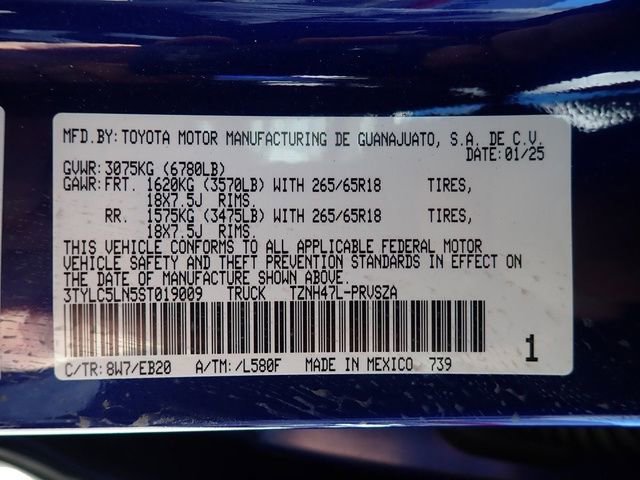 MFD.BY: TOYOTA MOTOR MANUFACTURING DE GUANAJUATO, S.A. DE C.V.
DATE: 01/25
GVWR: 3075KG (6780LB)
GAWR: FRT. 1620KG (3570LB) WITH 265/65R18 TIRES,
18X7.5J RIMS.
RR. 1575KG (3475LB) WITH 265/65R18 TIRES,
18X7.5J RIMS.
THIS VEHICLE CONFORMS TO ALL APPLICABLE FEDERAL MOTOR
VEHICLE SAFETY AND THEFT PREVENTION STANDARDS IN EFFECT ON
THE DATE OF MANUFACTURE SHOWN ABOVE.
3TYLC5LN5ST019009 TRUCK TZNH47L-PRVSZA
C/TR: 8W7/EB20 A/TM: /L580F MADE IN MEXICO 739
1